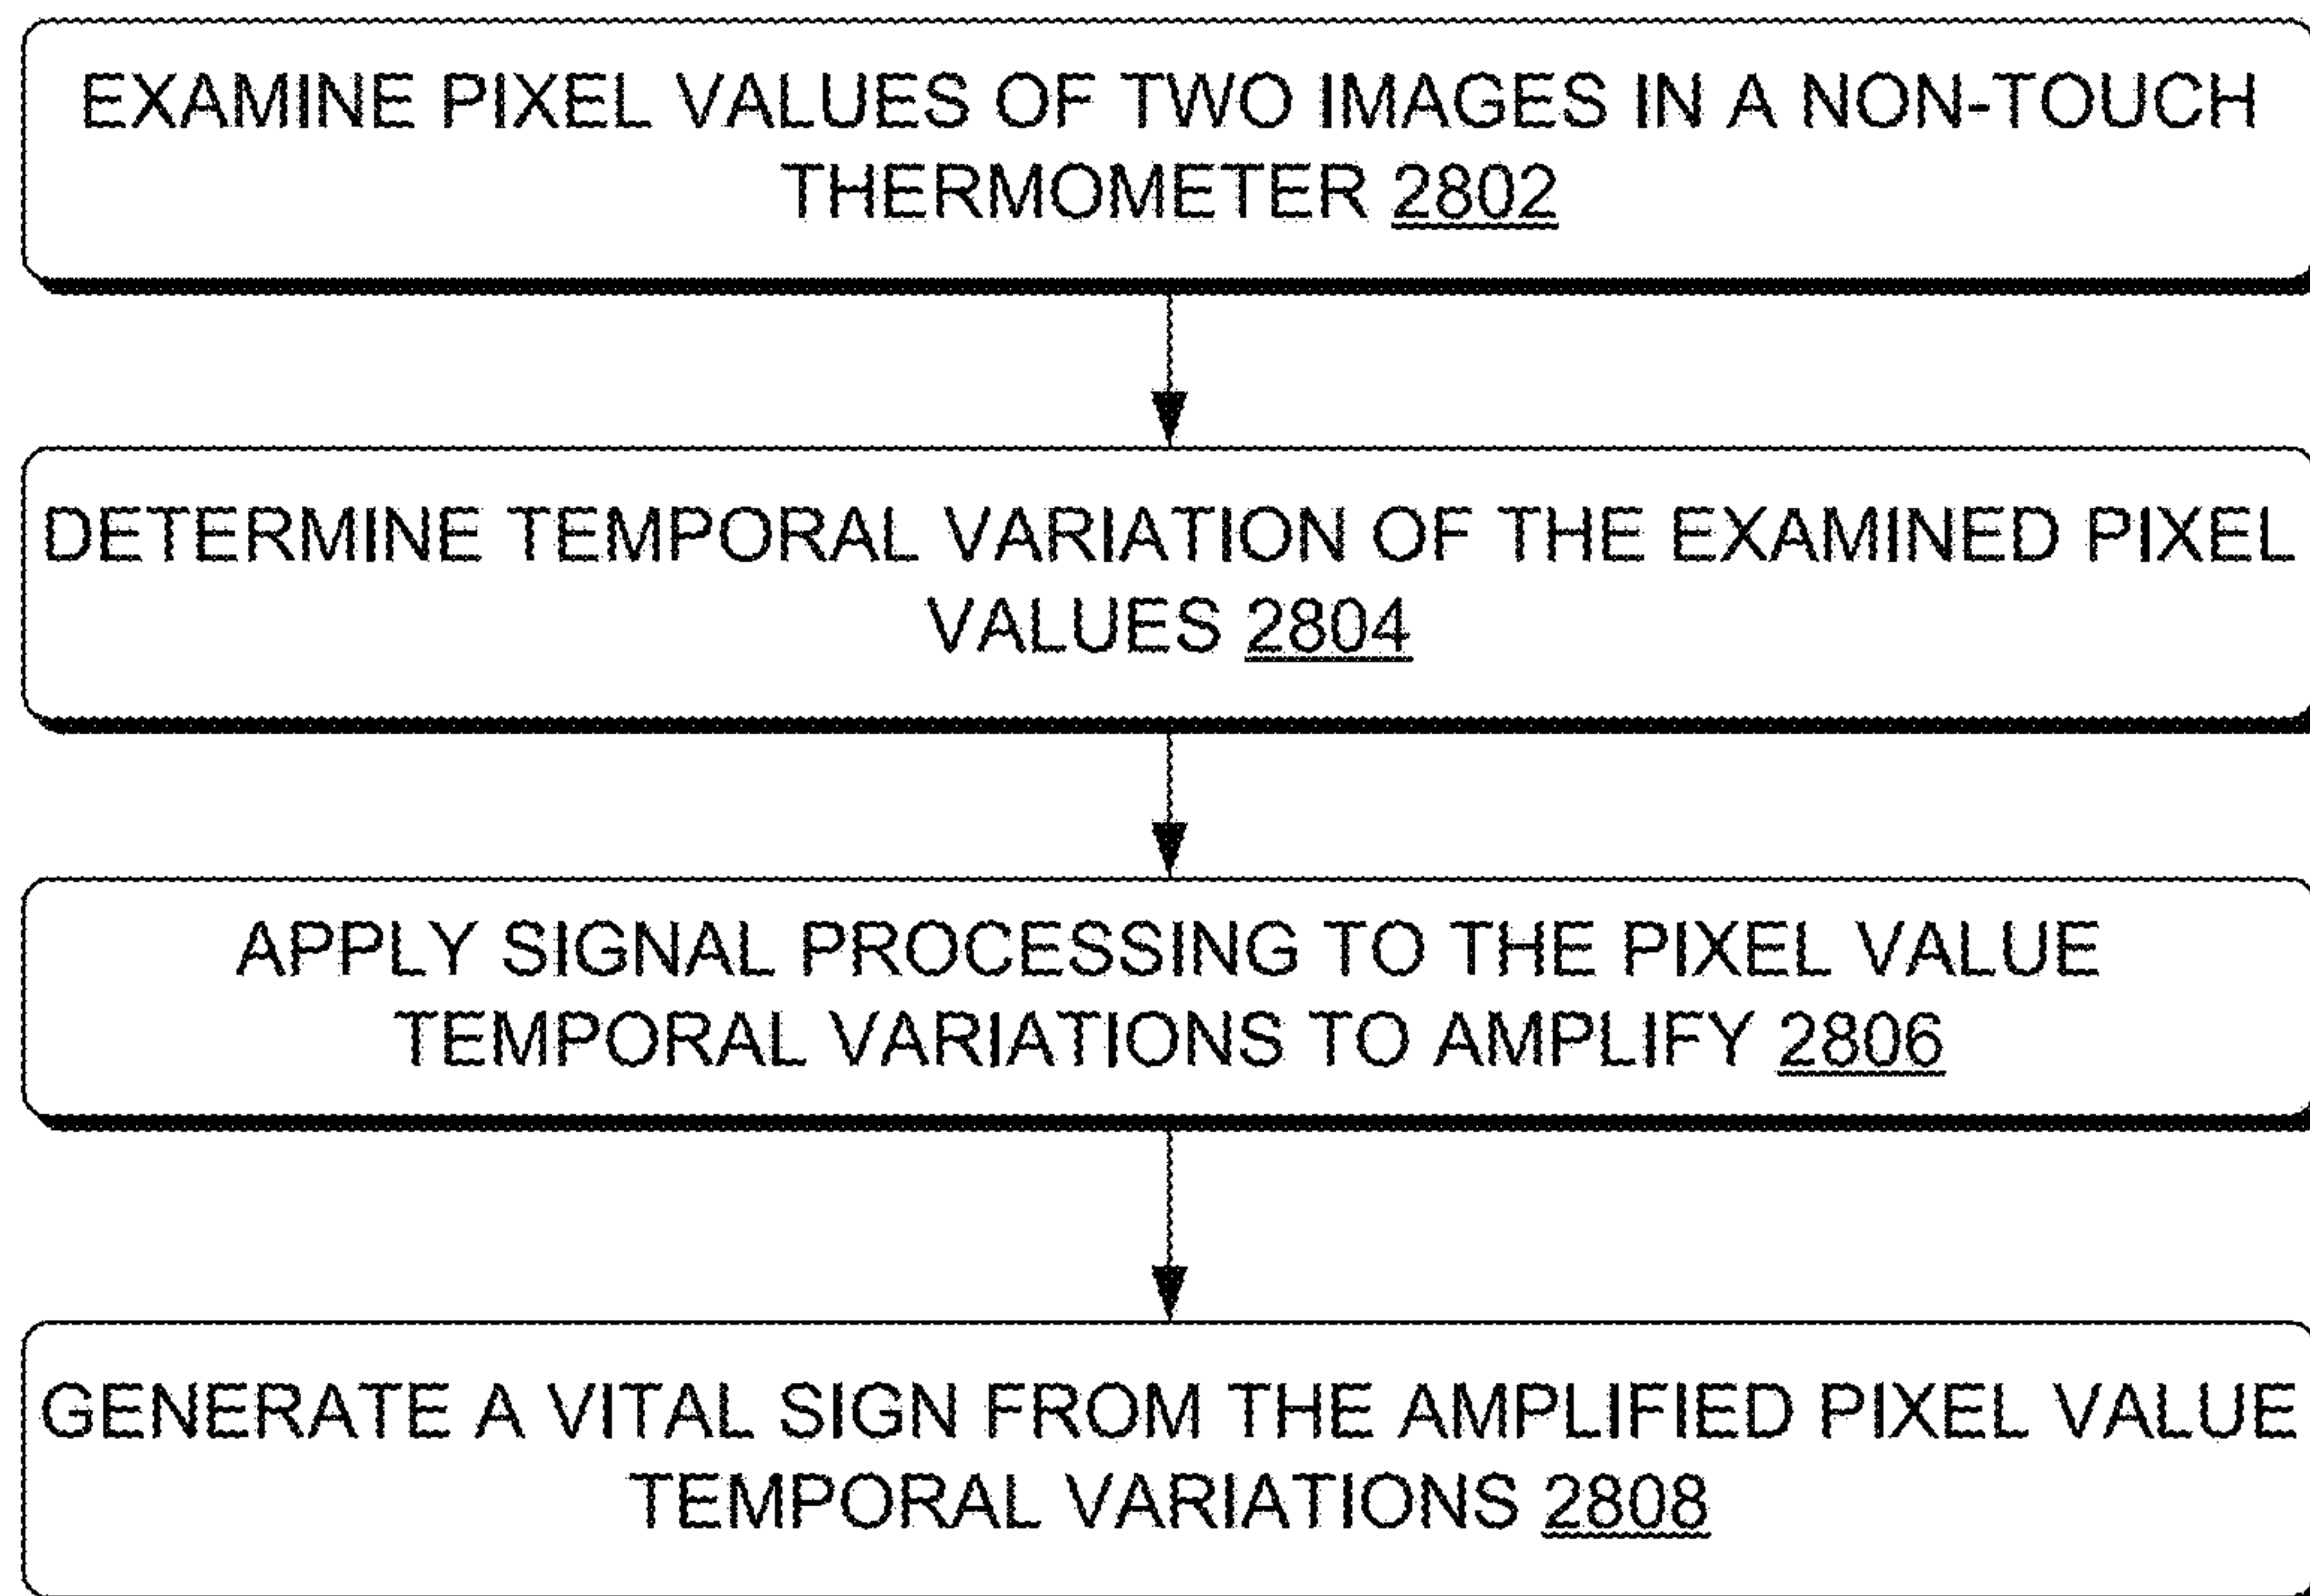 EXAMINE PIXEL VALUES OF TWO IMAGES IN A NON-TOUCH
THERMOMETER 2802
DETERMINE TEMPORAL VARIATION OF THE EXAMINED PIXEL
VALUES 2804
APPLY SIGNAL PROCESSING TO THE PIXEL VALUE
TEMPORAL VARIATIONS TO AMPLIFY 2806
GENERATE A VITAL SIGN FROM THE AMPLIFIED PIXEL VALUE
TEMPORAL VARIATIONS 2808